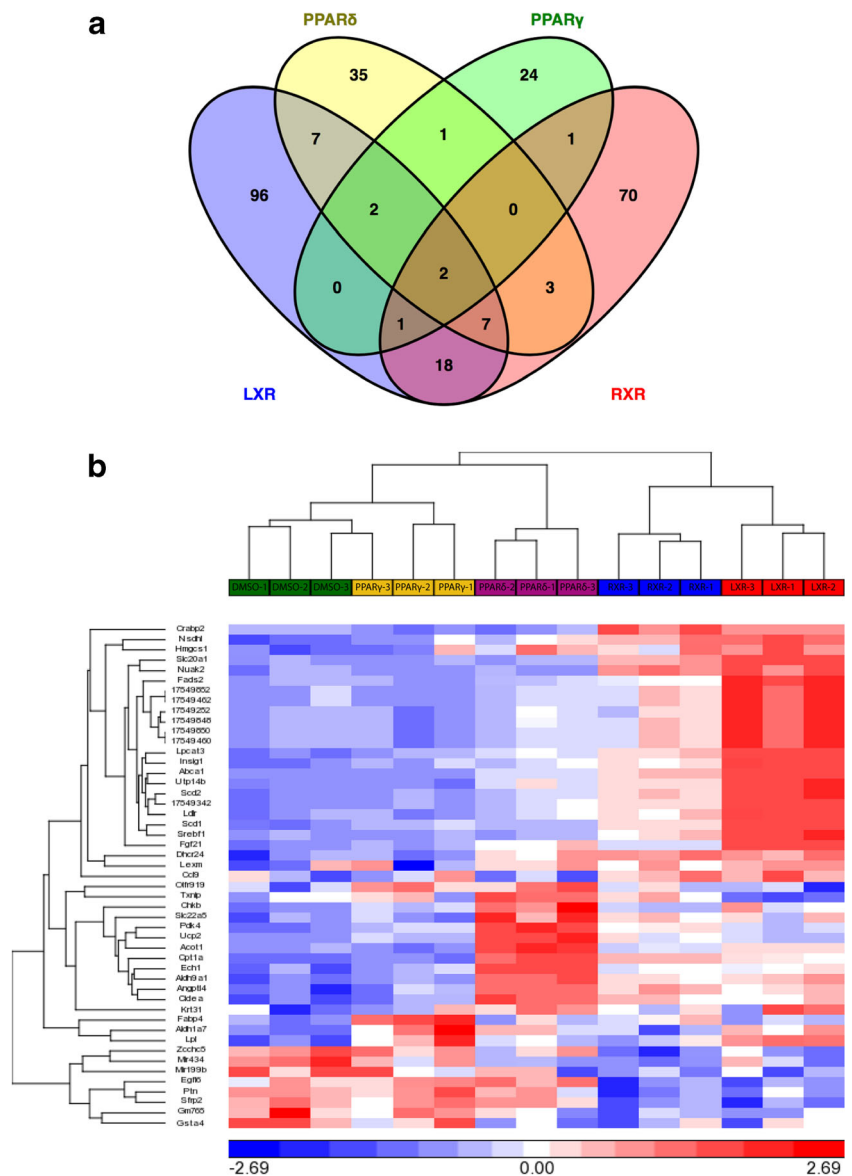 a
PPARδ PPARγ
35 24
7 1 1
96 2 0 70
0 2 3
1 7
18
LXR RXR
b
DMSO-1 DMSO-2 DMSO-3 PPARγ-3 PPARγ-2 PPARγ-1 PPARδ-2 PPARδ-1 PPARδ-3 RXR-3 RXR-2 RXR-1 LXR-3 LXR-1 LXR-2
Crabp2
Nsdhl
Hmgcs1
Slc20a1
Nuak2
Fads2
17549852
17549462
17549252
17549848
17549850
17549460
Lpcat3
Insig1
Abca1
Utp14b
Scd2
17549342
Ldlr
Scd1
Srebf1
Fgf21
Dhcr24
Lexm
Ccl9
Olfr919
Txnip
Chkb
Slc22a5
Pdk4
Ucp2
Acot1
Cpt1a
Ech1
Aldh9a1
Angptl4
Cidea
Krt31
Fabp4
Aldh1a7
Lpl
Zcchc5
Mir434
Mir199b
Egfl6
Ptn
Sfrp2
Gm765
Gsta4
-2.69 0.00 2.69